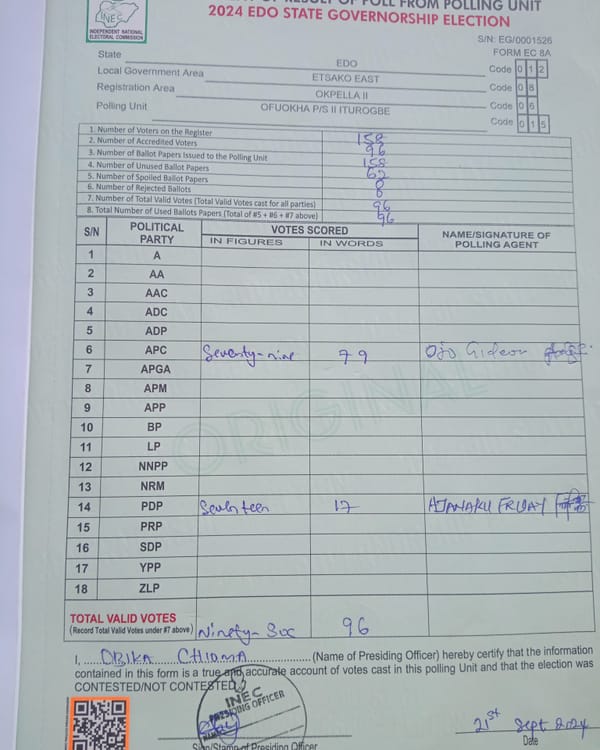 INEC
INDEPENDENT NATIONAL
ELECTORAL COMMISSION
OF RESULT OF POLL FROM POLLING UNIT
2024 EDO STATE GOVERNORSHIP ELECTION
S/N: EG/0001526
FORM EC 8A
State EDO Code 0 1 2
Local Government Area ETSAKO EAST Code 0 8
Registration Area OKPELLA II Code 0 6
Polling Unit OFUOKHA P/S II ITUROGBE Code 0 1 5
1. Number of Voters on the Register 158
2. Number of Accredited Voters 96
3. Number of Ballot Papers Issued to the Polling Unit 158
4. Number of Unused Ballot Papers 62
5. Number of Spoiled Ballot Papers
6. Number of Rejected Ballots
7. Number of Total Valid Votes (Total Valid Votes cast for all parties) 96
8. Total Number of Used Ballots Papers (Total of #5 + #6 + #7 above) 96
S/N POLITICAL PARTY VOTES SCORED NAME/SIGNATURE OF POLLING AGENT
IN FIGURES IN WORDS
1 A
2 AA
3 AAC
4 ADC
5 ADP
6 APC Seventy-nine 79 Ojo Gideon
7 APGA
8 APM
9 APP
10 BP
11 LP
12 NNPP
13 NRM
14 PDP Seventeen 17 AJANAKU FRIDAY
15 PRP
16 SDP
17 YPP
18 ZLP
ORIGINAL
TOTAL VALID VOTES
(Record Total Valid Votes under #7 above) Ninety-Six 96
I, OBIKA CHIOMA (Name of Presiding Officer) hereby certify that the information
contained in this form is a true and accurate account of votes cast in this polling Unit and that the election was
CONTESTED/NOT CONTESTED.
INEC
PRESIDING OFFICER
21st Sept 2024
Sign/Stamp of Presiding Officer Date